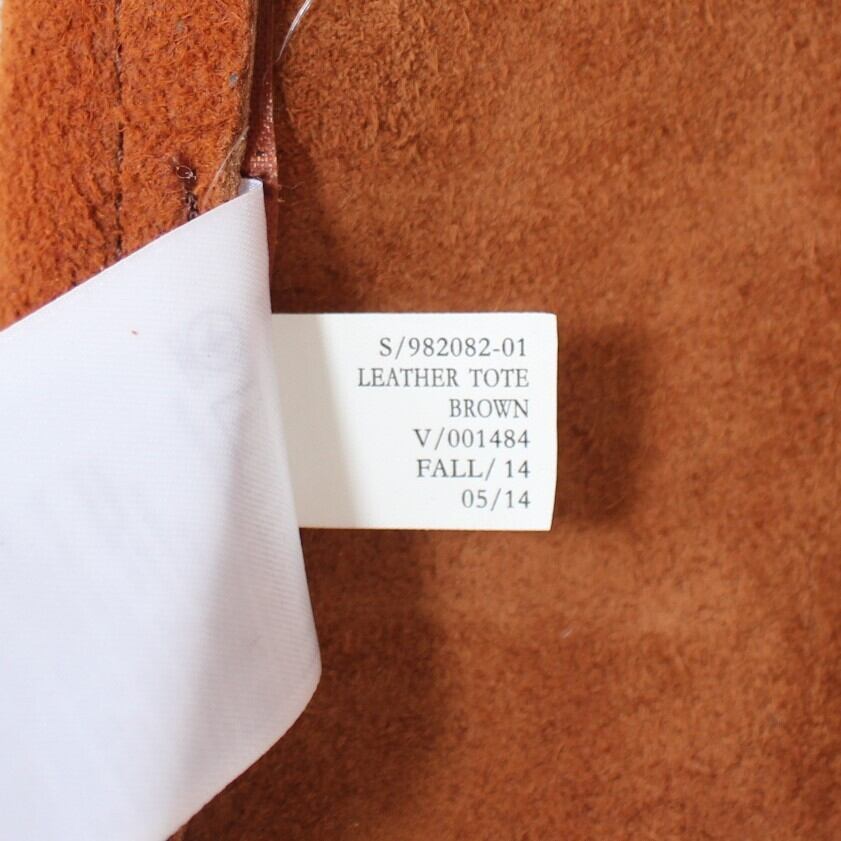 S/982082-01
LEATHER TOTE
BROWN
V/001484
FALL/ 14
05/14